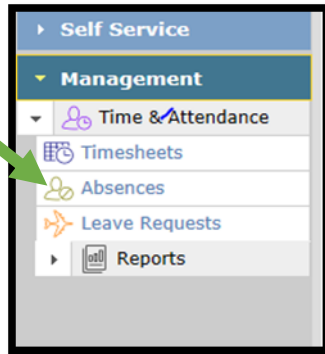 Self Service
Management
Time & Attendance
Timesheets
Absences
Leave Requests
Reports